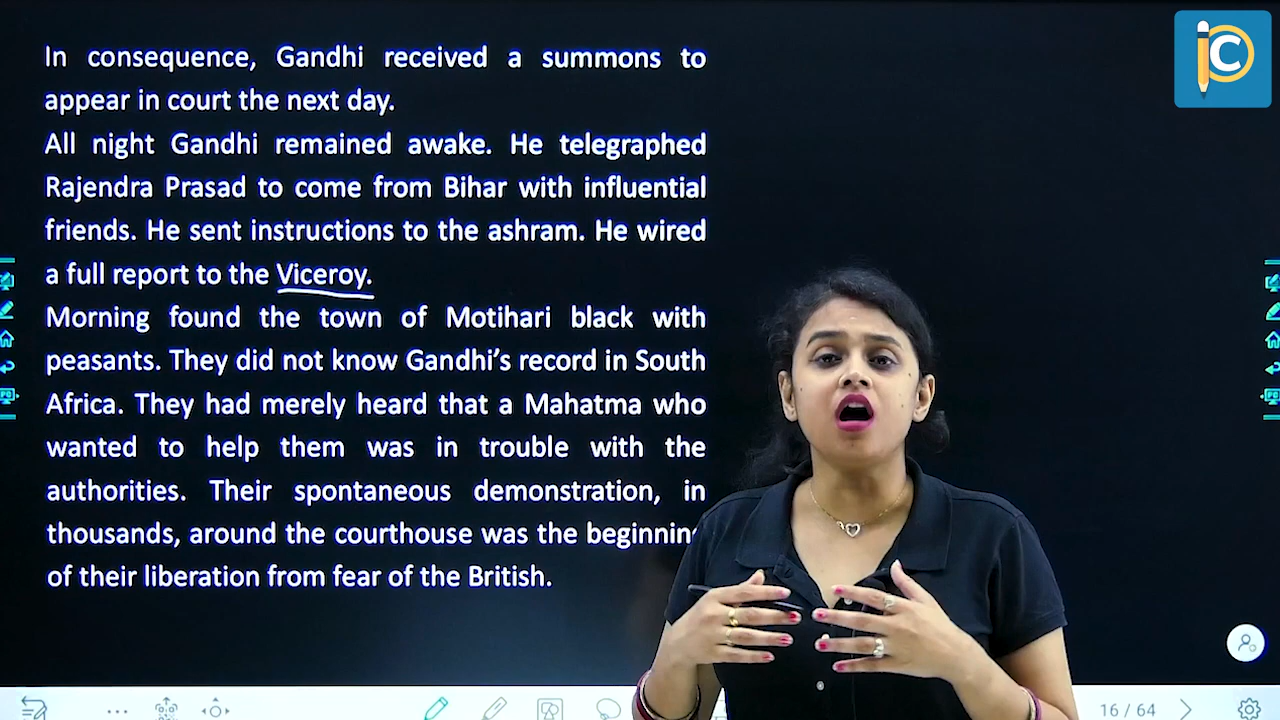 In consequence, Gandhi received a summons to
appear in court the next day.
All night Gandhi remained awake. He telegraphed
Rajendra Prasad to come from Bihar with influential
friends. He sent instructions to the ashram. He wired
a full report to the Viceroy.
Morning found the town of Motihari black with
peasants. They did not know Gandhi's record in South
Africa. They had merely heard that a Mahatma who
wanted to help them was in trouble with the
authorities. Their spontaneous demonstration, in
thousands, around the courthouse was the beginning
of their liberation from fear of the British.
16 / 64